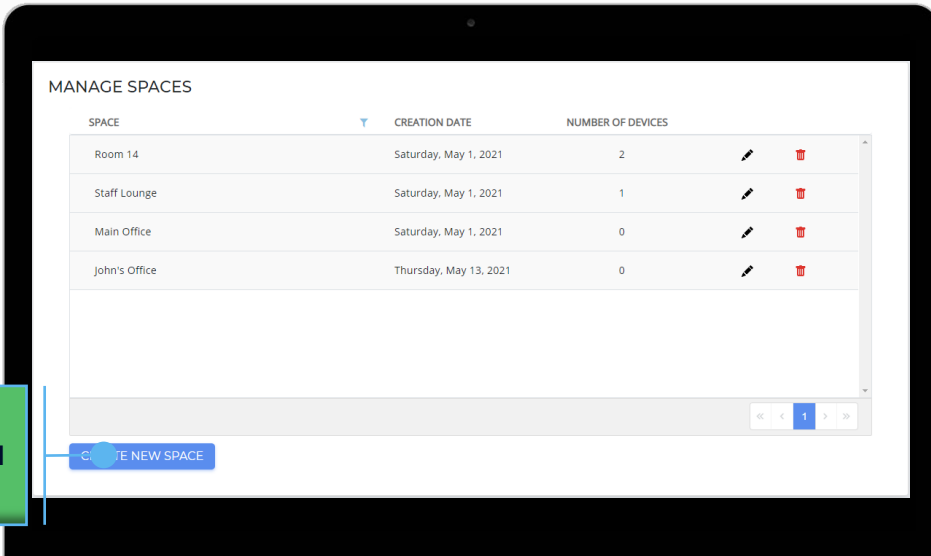 MANAGE SPACES
SPACE CREATION DATE NUMBER OF DEVICES
Room 14 Saturday, May 1, 2021 2
Staff Lounge Saturday, May 1, 2021 1
Main Office Saturday, May 1, 2021 0
John's Office Thursday, May 13, 2021 0
« < 1 > »
NEW SPACE